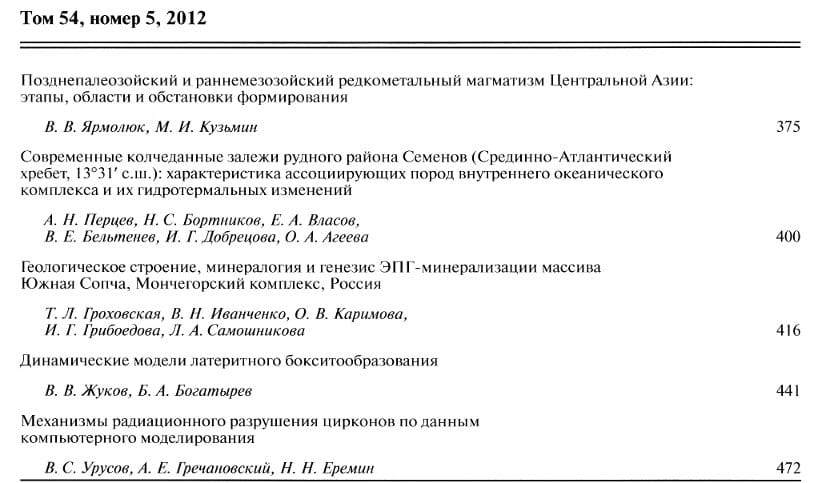 Том 54, номер 5, 2012
Позднепалеозойский и раннемезозойский редкометальный магматизм Центральной Азии:
этапы, области и обстановки формирования
В. В. Ярмолюк, М. И. Кузьмин 375
Современные колчеданные залежи рудного района Семенов (Срединно-Атлантический
хребет, 13°31′ с.ш.): характеристика ассоциирующих пород внутреннего океанического
комплекса и их гидротермальных изменений
А. Н. Перцев, Н. С. Бортников, Е. А. Власов,
В. Е. Бельтенев, И. Г. Добрецова, О. А. Агеева 400
Геологическое строение, минералогия и генезис ЭПГ-минерализации массива
Южная Сопча, Мончегорский комплекс, Россия
Т. Л. Гроховская, В. Н. Иванченко, О. В. Каримова,
И. Г. Грибоедова, Л. А. Самошникова 416
Динамические модели латеритного бокситообразования
В. В. Жуков, Б. А. Богатырев 441
Механизмы радиационного разрушения цирконов по данным
компьютерного моделирования
В. С. Урусов, А. Е. Гречановский, Н. Н. Еремин 472